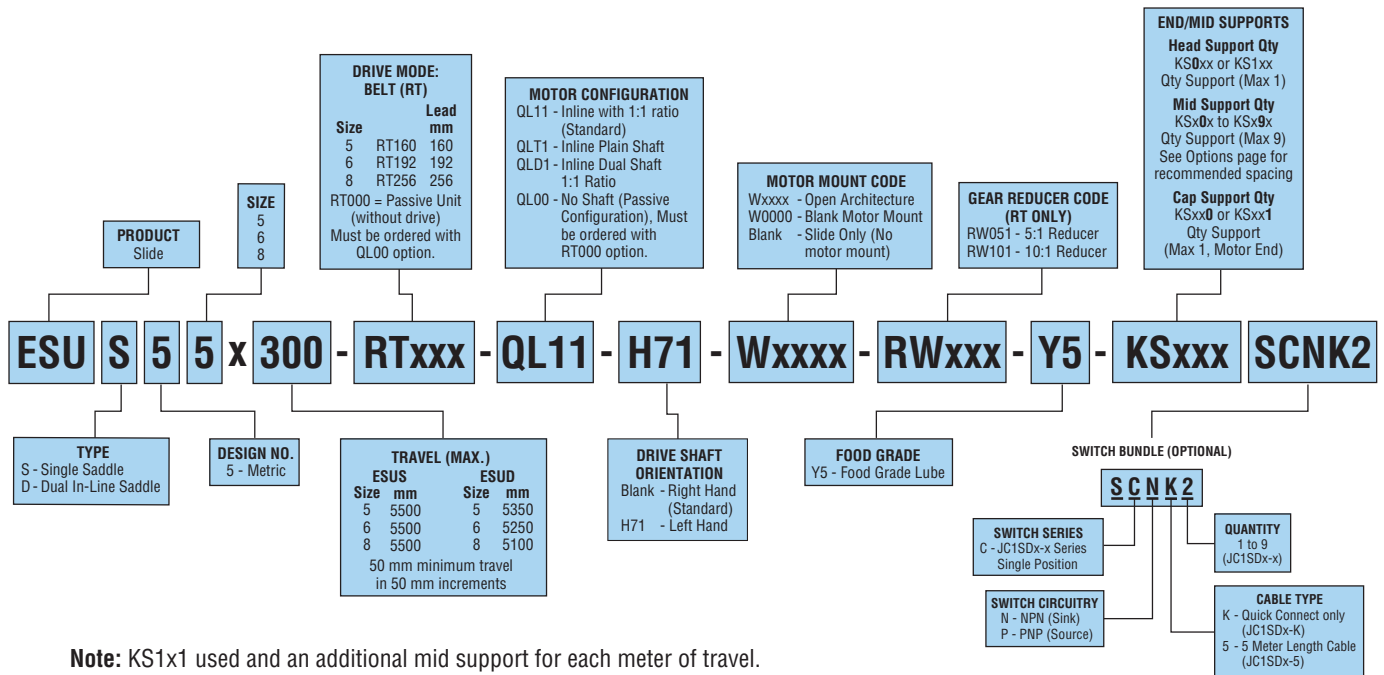 END/MID SUPPORTS
Head Support Qty
KS0xx or KS1xx
Qty Support (Max 1)
Mid Support Qty
KSx0x to KSx9x
Qty Support (Max 9)
See Options page for
recommended spacing
Cap Support Qty
KSxx0 or KSxx1
Qty Support
(Max 1, Motor End)
DRIVE MODE:
BELT (RT)
Lead
Size mm
5 RT160 160
6 RT192 192
8 RT256 256
RT000 = Passive Unit
(without drive)
Must be ordered with
QL00 option.
MOTOR CONFIGURATION
QL11 - Inline with 1:1 ratio
(Standard)
QLT1 - Inline Plain Shaft
QLD1 - Inline Dual Shaft
1:1 Ratio
QL00 - No Shaft (Passive
Configuration), Must
be ordered with
RT000 option.
MOTOR MOUNT CODE
Wxxxx - Open Architecture
W0000 - Blank Motor Mount
Blank - Slide Only (No
motor mount)
GEAR REDUCER CODE
(RT ONLY)
RW051 - 5:1 Reducer
RW101 - 10:1 Reducer
SIZE
5
6
8
PRODUCT
Slide
ESU S 5 5 x 300 - RTxxx - QL11 - H71 - Wxxxx - RWxxx - Y5 - KSxxx SCNK2
TYPE
S - Single Saddle
D - Dual In-Line Saddle
DESIGN NO.
5 - Metric
TRAVEL (MAX.)
ESUS ESUD
Size mm Size mm
5 5500 5 5350
6 5500 6 5250
8 5500 8 5100
50 mm minimum travel
in 50 mm increments
DRIVE SHAFT
ORIENTATION
Blank - Right Hand
(Standard)
H71 - Left Hand
FOOD GRADE
Y5 - Food Grade Lube
SWITCH BUNDLE (OPTIONAL)
SCNK2
SWITCH SERIES
C - JC1SDx-x Series
Single Position
QUANTITY
1 to 9
(JC1SDx-x)
SWITCH CIRCUITRY
N - NPN (Sink)
P - PNP (Source)
CABLE TYPE
K - Quick Connect only
(JC1SDx-K)
5 - 5 Meter Length Cable
(JC1SDx-5)
Note: KS1x1 used and an additional mid support for each meter of travel.